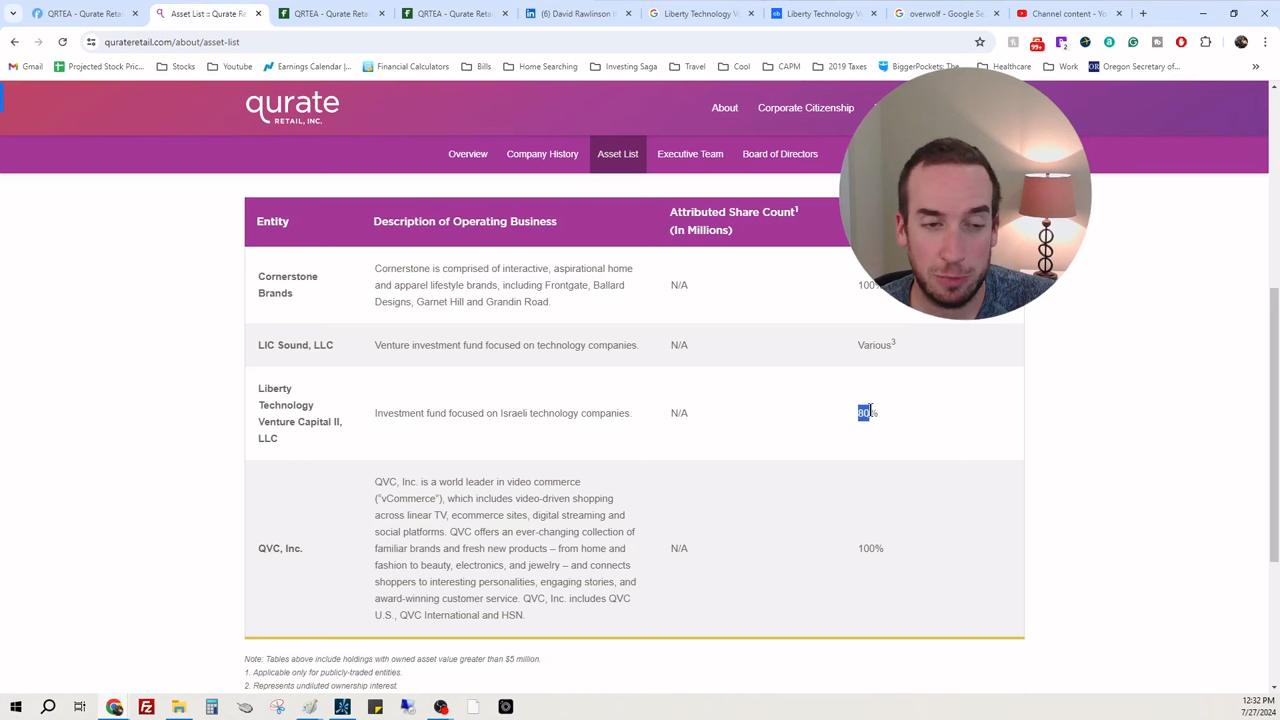 QRTEA - Qurate Reta
Asset List :: Qurate Reta
QRTEA - Qurate Ret
QRTEA - Qurate Ret
(6) David Rawlinson I
Liberty Technology V
Liberty Technology V
overwolf - Google Se
Channel content - Yo
qurateretail.com/about/asset-list
99+
2
Gmail
Projected Stock Pric...
Stocks
Youtube
Earnings Calendar |...
Financial Calculators
Bills
Home Searching
Investing Saga
Travel
Cool
CAPM
2019 Taxes
BiggerPockets: The...
Healthcare
Work
OR
Oregon Secretary of...
qurate
RETAIL, INC.
About
Corporate Citizenship
Overview
Company History
Asset List
Executive Team
Board of Directors
Entity
Description of Operating Business
Attributed Share Count1
(In Millions)
Cornerstone
Brands
Cornerstone is comprised of interactive, aspirational home
and apparel lifestyle brands, including Frontgate, Ballard
Designs, Garnet Hill and Grandin Road.
N/A
100%
LIC Sound, LLC
Venture investment fund focused on technology companies.
N/A
Various3
Liberty
Technology
Venture Capital II,
LLC
Investment fund focused on Israeli technology companies.
N/A
80%
QVC, Inc.
QVC, Inc. is a world leader in video commerce
("vCommerce"), which includes video-driven shopping
across linear TV, ecommerce sites, digital streaming and
social platforms. QVC offers an ever-changing collection of
familiar brands and fresh new products – from home and
fashion to beauty, electronics, and jewelry – and connects
shoppers to interesting personalities, engaging stories, and
award-winning customer service. QVC, Inc. includes QVC
U.S., QVC International and HSN.
N/A
100%
Note: Tables above include holdings with owned asset value greater than $5 million.
1. Applicable only for publicly-traded entities.
2. Represents undiluted ownership interest.
12:32 PM
7/27/2024